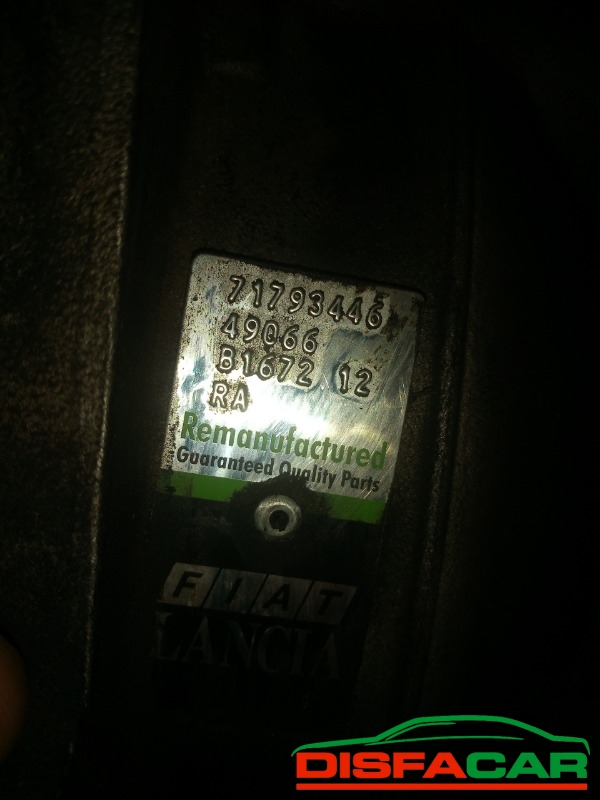 71793446
49066
B1672 12
RA
Remanufactured
Guaranteed Quality Parts
FIAT
LANCIA
DISFACAR